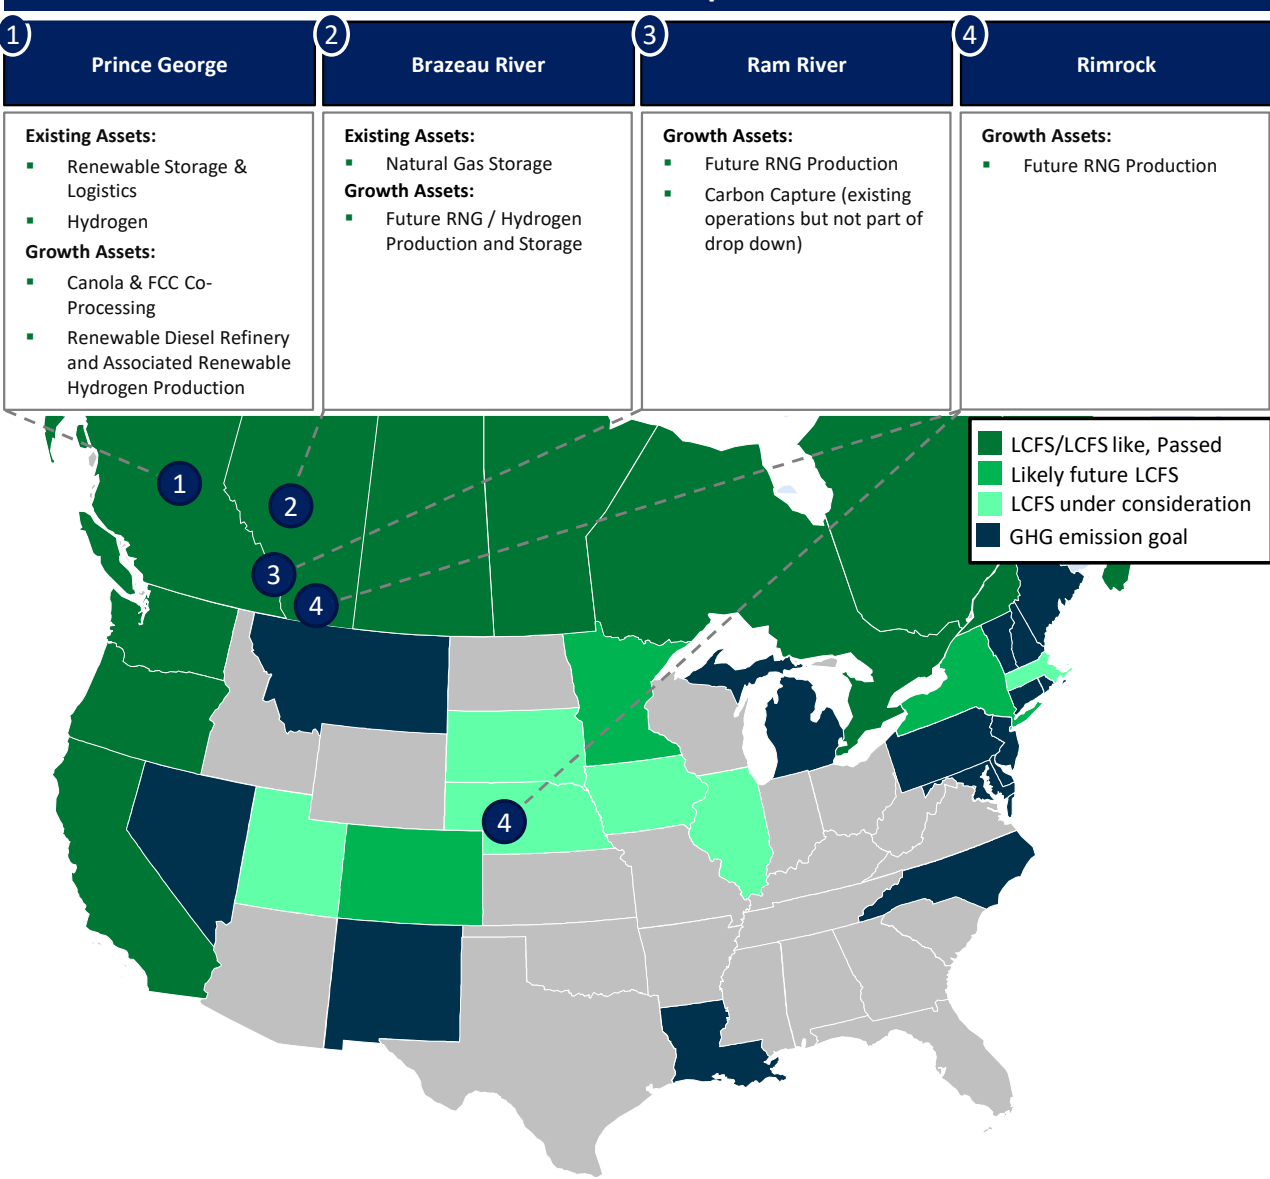 1
Prince George
2
Brazeau River
3
Ram River
4
Rimrock
Existing Assets:
▪ Renewable Storage &
Logistics
▪ Hydrogen
Growth Assets:
▪ Canola & FCC Co-
Processing
▪ Renewable Diesel Refinery
and Associated Renewable
Hydrogen Production
Existing Assets:
▪ Natural Gas Storage
Growth Assets:
▪ Future RNG / Hydrogen
Production and Storage
Growth Assets:
▪ Future RNG Production
▪ Carbon Capture (existing
operations but not part of
drop down)
Growth Assets:
▪ Future RNG Production
LCFS/LCFS like, Passed
Likely future LCFS
LCFS under consideration
GHG emission goal
1
2
3
4
4